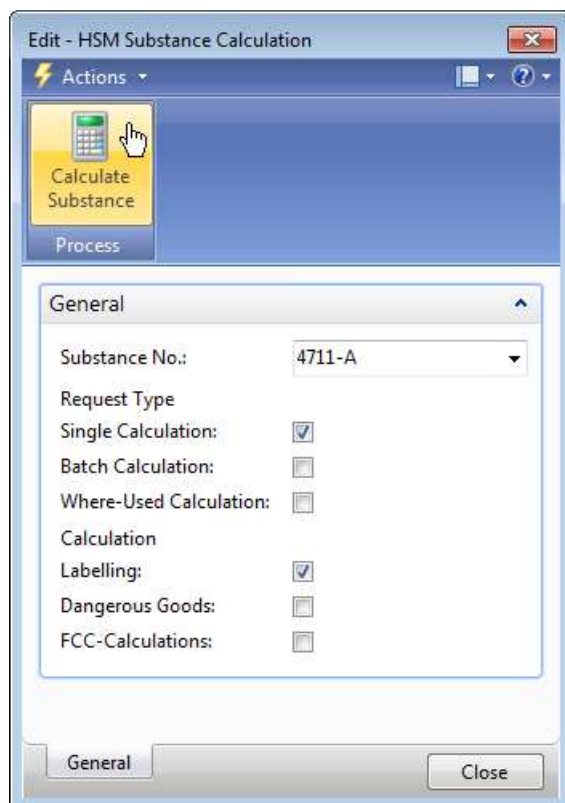 Edit - HSM Substance Calculation
Actions
Calculate
Substance
Process
General
Substance No.: 4711-A
Request Type
Single Calculation:
Batch Calculation:
Where-Used Calculation:
Calculation
Labelling:
Dangerous Goods:
FCC-Calculations:
General
Close